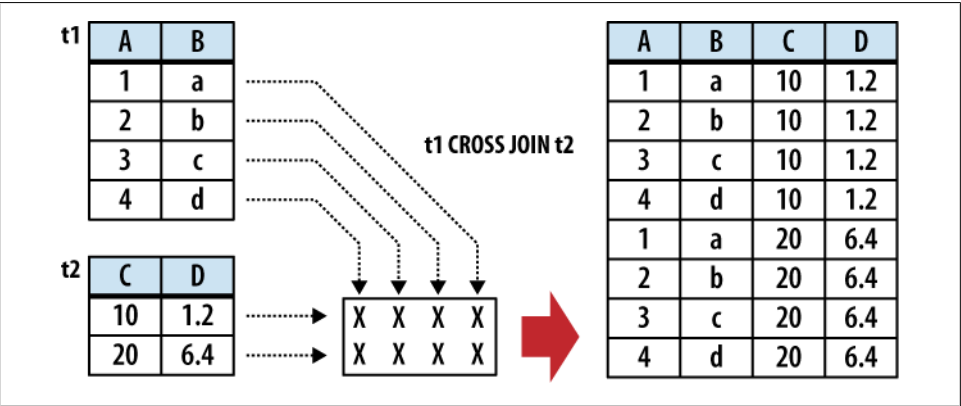 t1
A B
1 a
2 b
3 c
4 d
t2
C D
10 1.2
20 6.4
X X X X
X X X X
t1 CROSS JOIN t2
A B C D
1 a 10 1.2
2 b 10 1.2
3 c 10 1.2
4 d 10 1.2
1 a 20 6.4
2 b 20 6.4
3 c 20 6.4
4 d 20 6.4